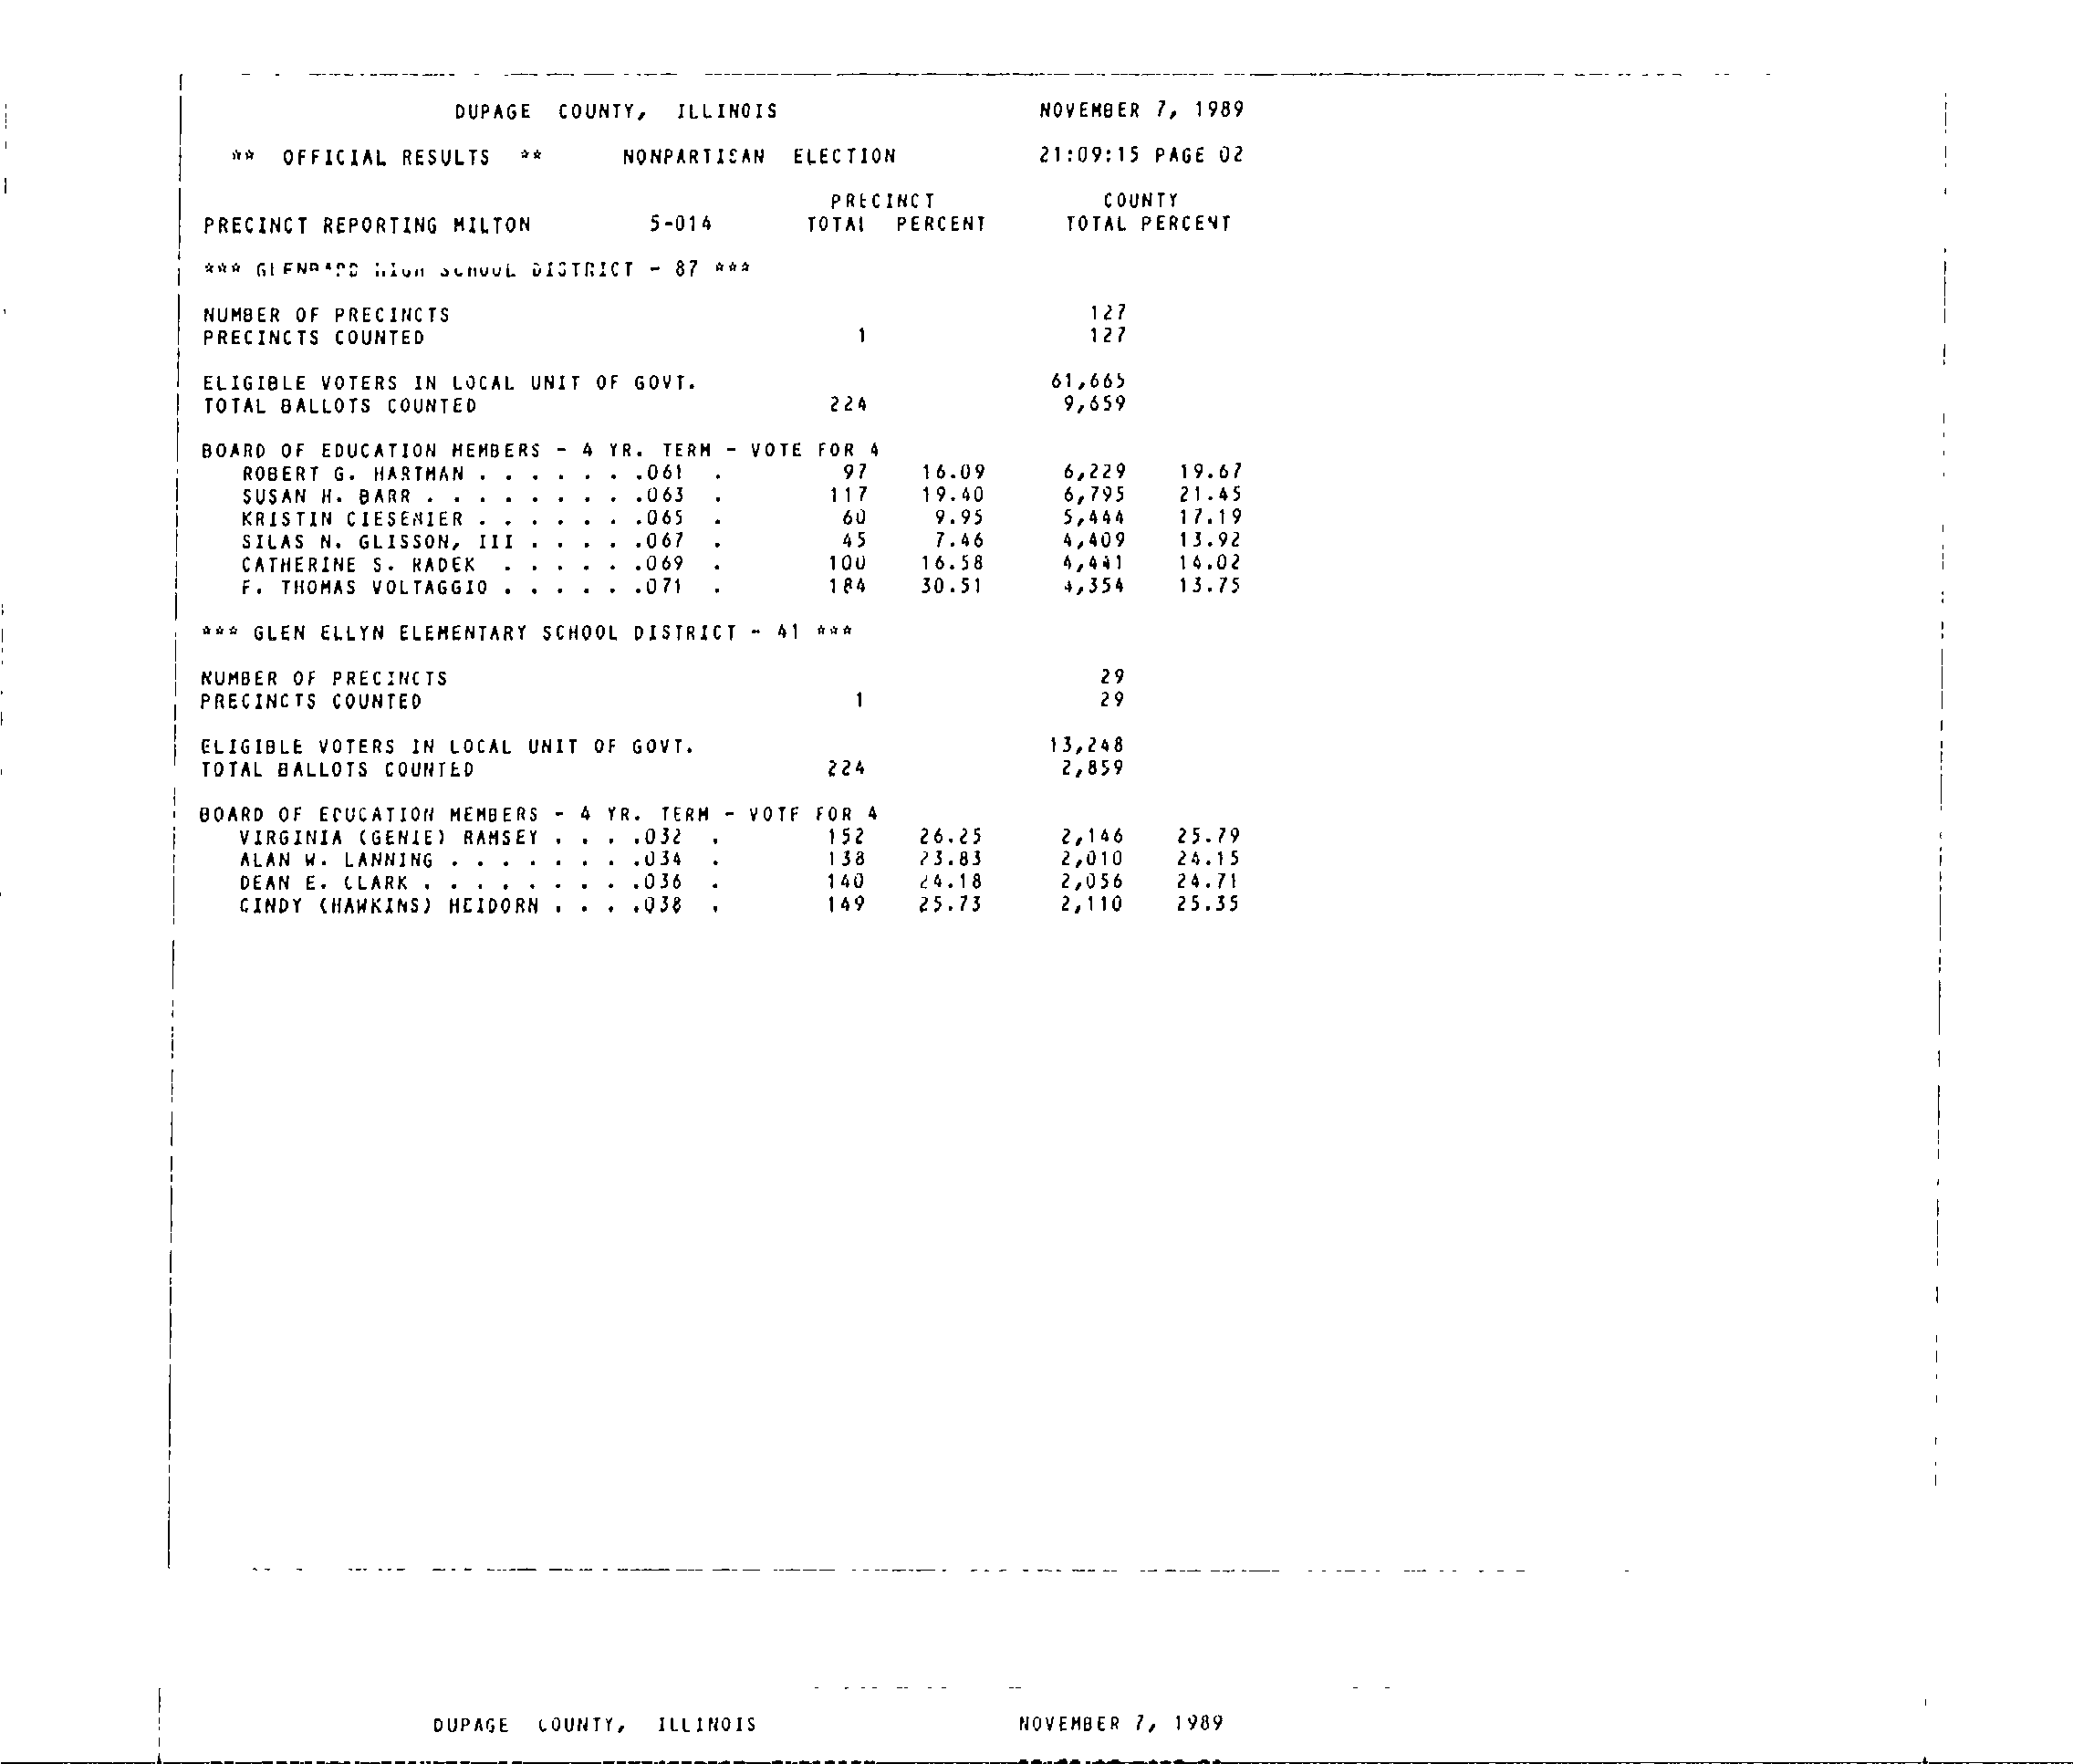 DUPAGE COUNTY, ILLINOIS NOVEMBER 7, 1989
** OFFICIAL RESULTS ** NONPARTISAN ELECTION 21:09:15 PAGE 02
PRECINCT COUNTY
PRECINCT REPORTING MILTON 5-014 TOTAL PERCENT TOTAL PERCENT
*** GLENBARD HIGH SCHOOL DISTRICT - 87 ***
NUMBER OF PRECINCTS 127
PRECINCTS COUNTED 1 127
ELIGIBLE VOTERS IN LOCAL UNIT OF GOVT. 61,665
TOTAL BALLOTS COUNTED 224 9,659
BOARD OF EDUCATION MEMBERS - 4 YR. TERM - VOTE FOR 4
ROBERT G. HARTMAN . . . . . . .061 . 97 16.09 6,229 19.67
SUSAN H. BARR . . . . . . . . .063 . 117 19.40 6,795 21.45
KRISTIN CIESEMIER . . . . . . .065 . 60 9.95 5,444 17.19
SILAS N. GLISSON, III . . . . .067 . 45 7.46 4,409 13.92
CATHERINE S. RADEK . . . . . .069 . 100 16.58 4,441 14.02
F. THOMAS VOLTAGGIO . . . . . .071 . 184 30.51 4,354 13.75
*** GLEN ELLYN ELEMENTARY SCHOOL DISTRICT - 41 ***
NUMBER OF PRECINCTS 29
PRECINCTS COUNTED 1 29
ELIGIBLE VOTERS IN LOCAL UNIT OF GOVT. 13,248
TOTAL BALLOTS COUNTED 224 2,859
BOARD OF EDUCATION MEMBERS - 4 YR. TERM - VOTE FOR 4
VIRGINIA (GENIE) RAMSEY . . . .032 . 152 26.25 2,146 25.79
ALAN W. LANNING . . . . . . . .034 . 138 23.83 2,010 24.15
DEAN E. CLARK . . . . . . . . .036 . 140 24.18 2,056 24.71
CINDY (HAWKINS) HEIDORN . . . .038 . 149 25.73 2,110 25.35
DUPAGE COUNTY, ILLINOIS NOVEMBER 7, 1989